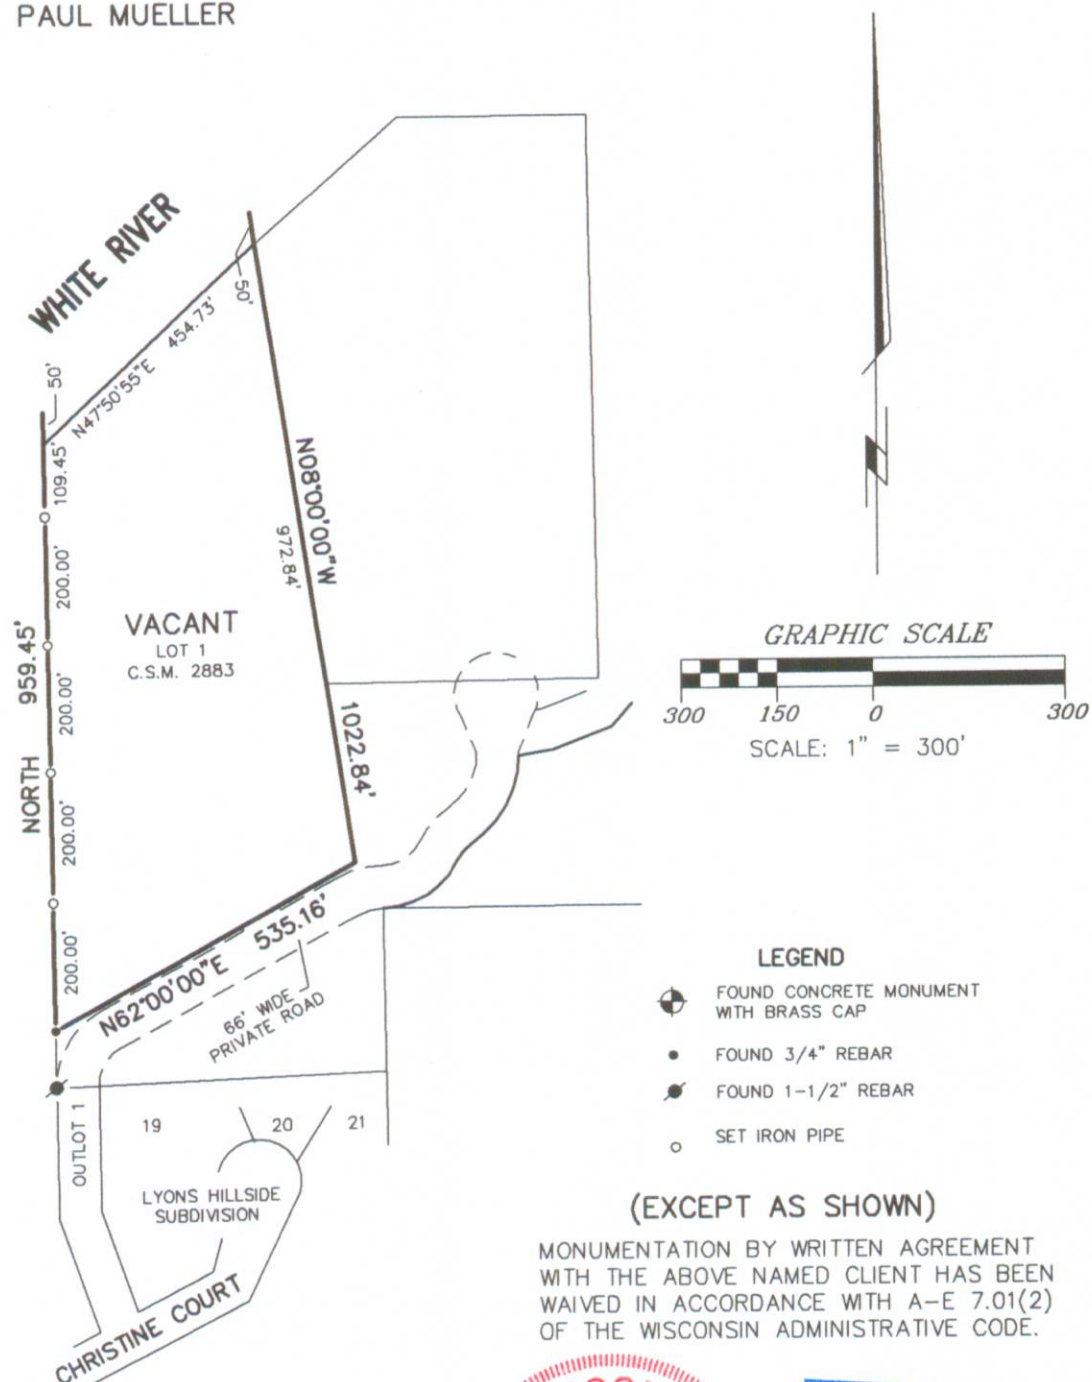 PAUL MUELLER
WHITE RIVER
50'
N47°50'55"E 454.73'
50'
109.45'
200.00'
N08°00'00"W
972.84'
VACANT
LOT 1
C.S.M. 2883
NORTH 959.45'
200.00'
1022.84'
200.00'
200.00'
N62°00'00"E 535.16'
66' WIDE
PRIVATE ROAD
OUTLOT 1
19
20
21
LYONS HILLSIDE
SUBDIVISION
CHRISTINE COURT
GRAPHIC SCALE
300 150 0 300
SCALE: 1" = 300'
LEGEND
FOUND CONCRETE MONUMENT
WITH BRASS CAP
FOUND 3/4" REBAR
FOUND 1-1/2" REBAR
SET IRON PIPE
(EXCEPT AS SHOWN)
MONUMENTATION BY WRITTEN AGREEMENT
WITH THE ABOVE NAMED CLIENT HAS BEEN
WAIVED IN ACCORDANCE WITH A-E 7.01(2)
OF THE WISCONSIN ADMINISTRATIVE CODE.